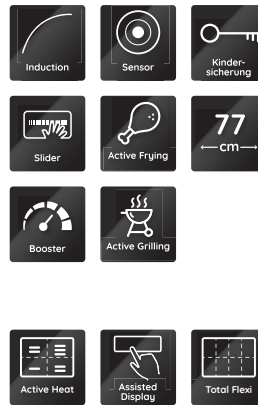 Induction
Sensor
Kinder-
sicherung
Slider
Active Frying
77
cm
Booster
Active Grilling
Active Heat
Assisted
Display
Total Flexi